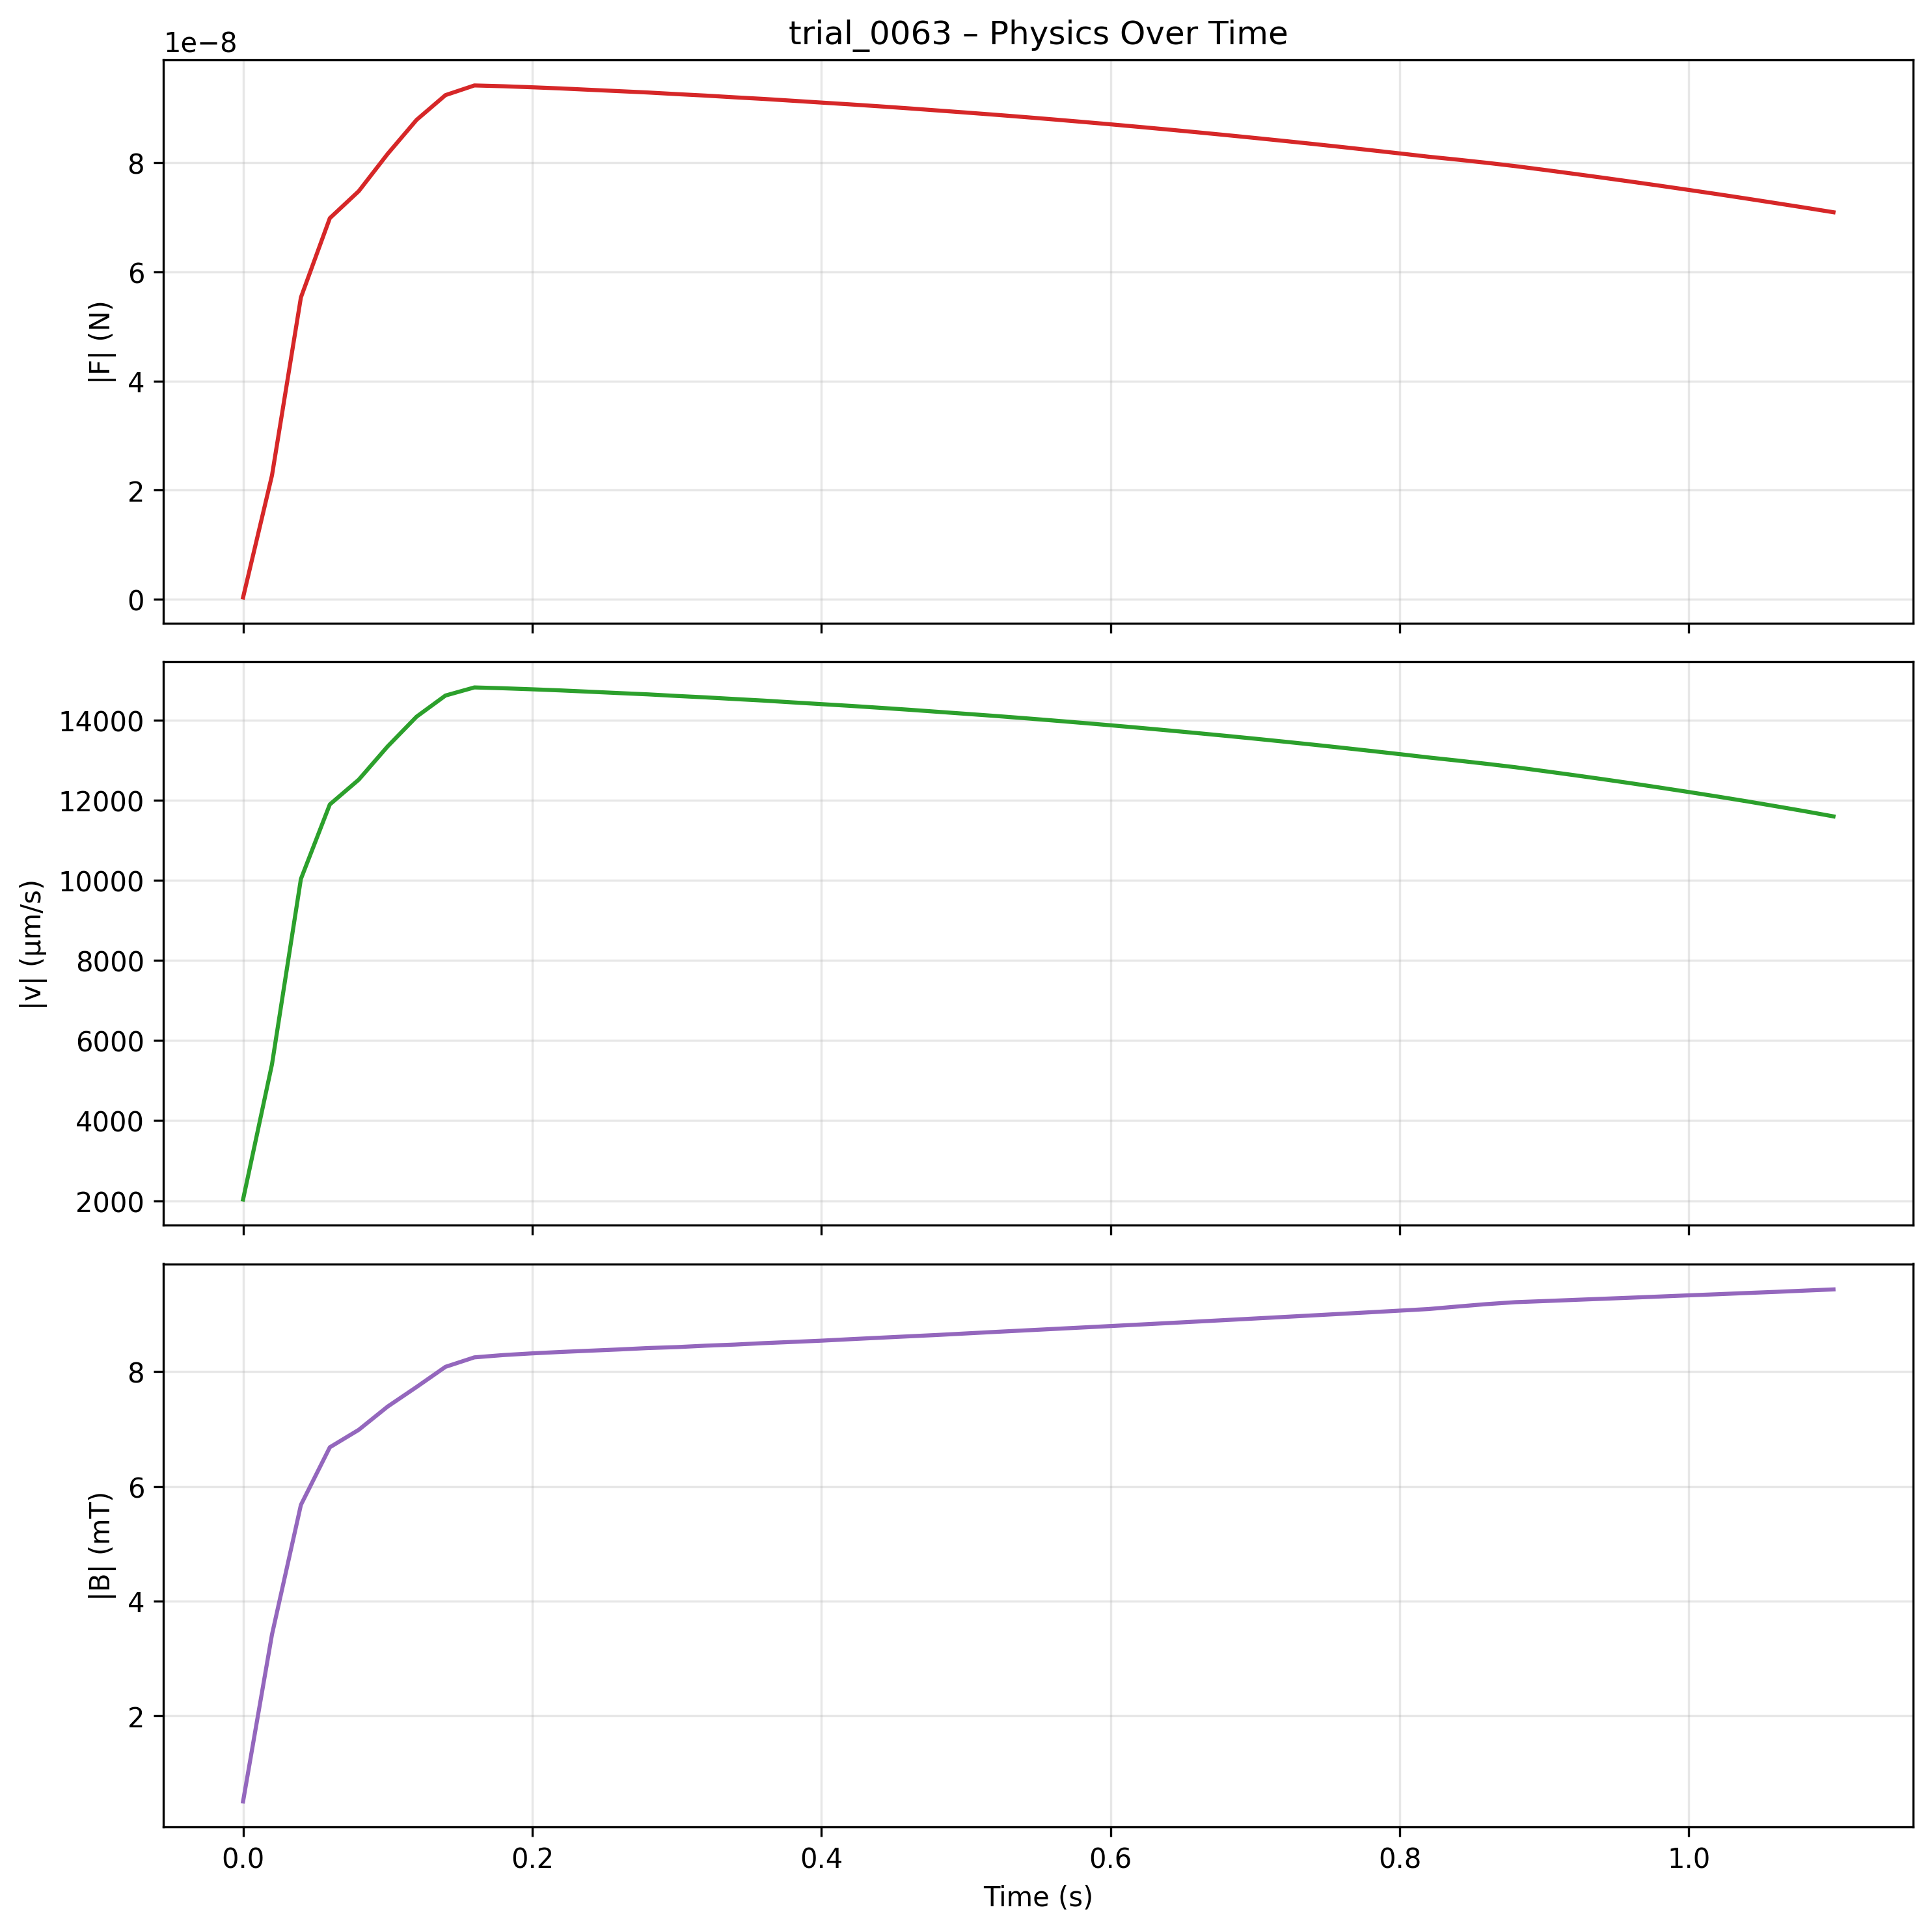 trial_0063 – Physics Over Time
1e−8
|F| (N)
8
6
4
2
0
|v| (µm/s)
14000
12000
10000
8000
6000
4000
2000
|B| (mT)
8
6
4
2
0.0 0.2 0.4 0.6 0.8 1.0
Time (s)